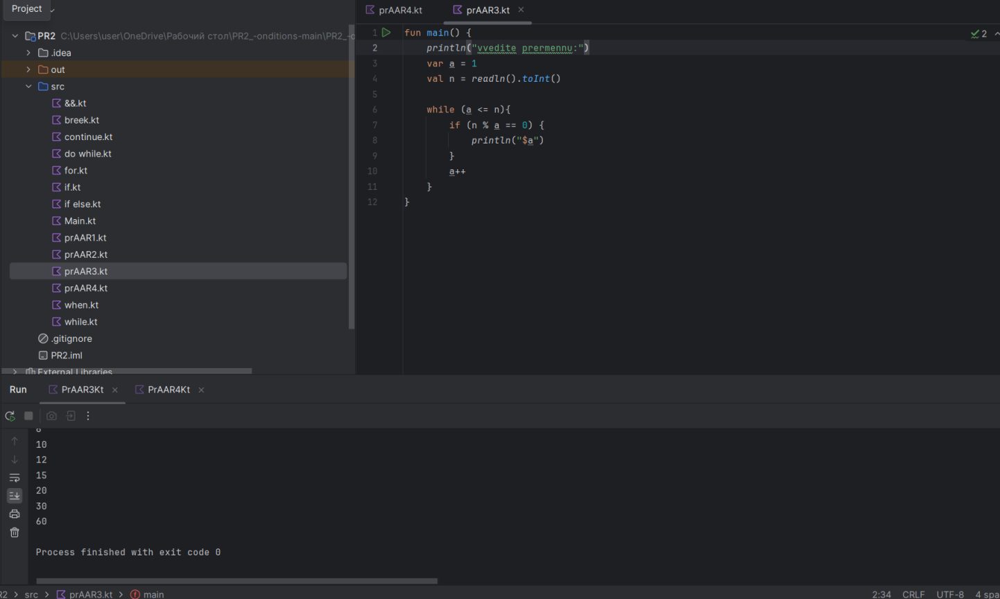 Project
prAAR4.kt prAAR3.kt
PR2 C:\Users\user\OneDrive\Рабочий стол\PR2_-onditions-main\PR2_-o
.idea
out
src
&&.kt
breek.kt
continue.kt
do while.kt
for.kt
if.kt
if else.kt
Main.kt
prAAR1.kt
prAAR2.kt
prAAR3.kt
prAAR4.kt
when.kt
while.kt
.gitignore
PR2.iml
External Libraries
2
1 fun main() {
2 println("vvedite prermennu:")
3 var a = 1
4 val n = readln().toInt()
5
6 while (a <= n){
7 if (n % a == 0) {
8 println("$a")
9 }
10 a++
11 }
12 }
Run PrAAR3Kt PrAAR4Kt
10
12
15
20
30
60
Process finished with exit code 0
R2 > src > prAAR3.kt > main 2:34 CRLF UTF-8 4 spa